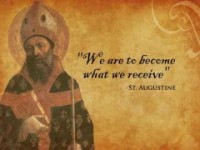 "We are to become
what we receive"
-St. Augustine